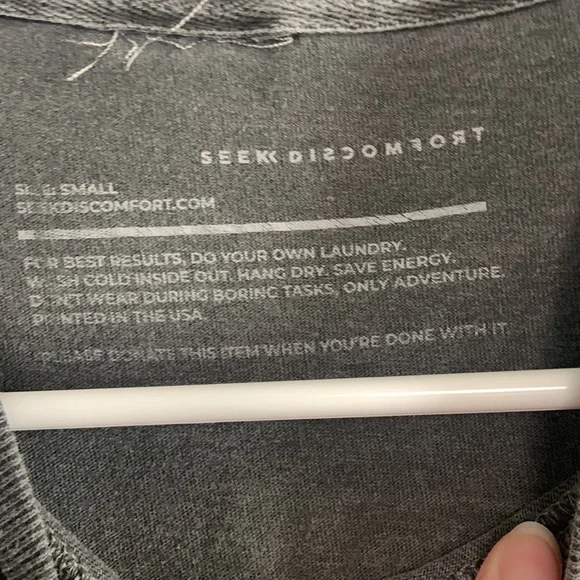 SEEK DISCOMFORT
SIZE: SMALL
SEEKDISCOMFORT.COM
FOR BEST RESULTS, DO YOUR OWN LAUNDRY.
WASH COLD INSIDE OUT. HANG DRY. SAVE ENERGY.
DON'T WEAR DURING BORING TASKS, ONLY ADVENTURE.
PRINTED IN THE USA.
PLEASE DONATE THIS ITEM WHEN YOU'RE DONE WITH IT